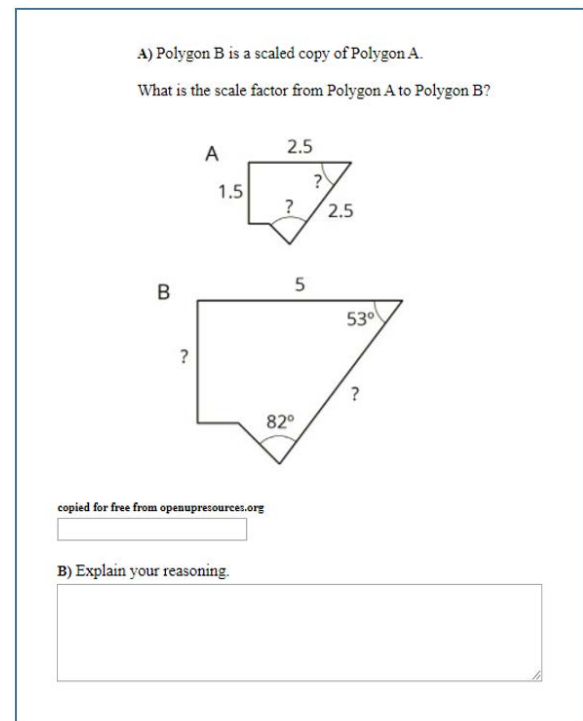 A) Polygon B is a scaled copy of Polygon A.
What is the scale factor from Polygon A to Polygon B?
A
2.5
1.5
?
?
2.5
B
5
53°
?
?
82°
copied for free from openupresources.org
B) Explain your reasoning.